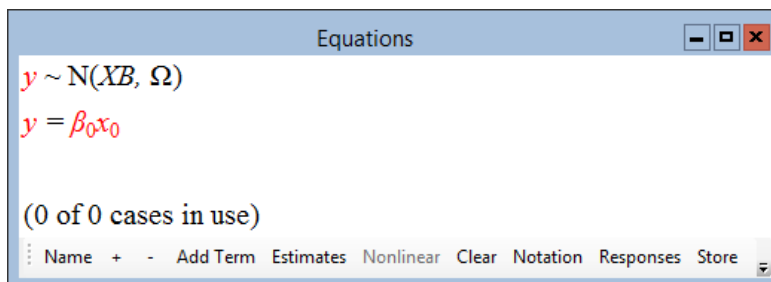 Equations
y ~ N(XB, Ω)
y = β₀x₀
(0 of 0 cases in use)
Name + - Add Term Estimates Nonlinear Clear Notation Responses Store